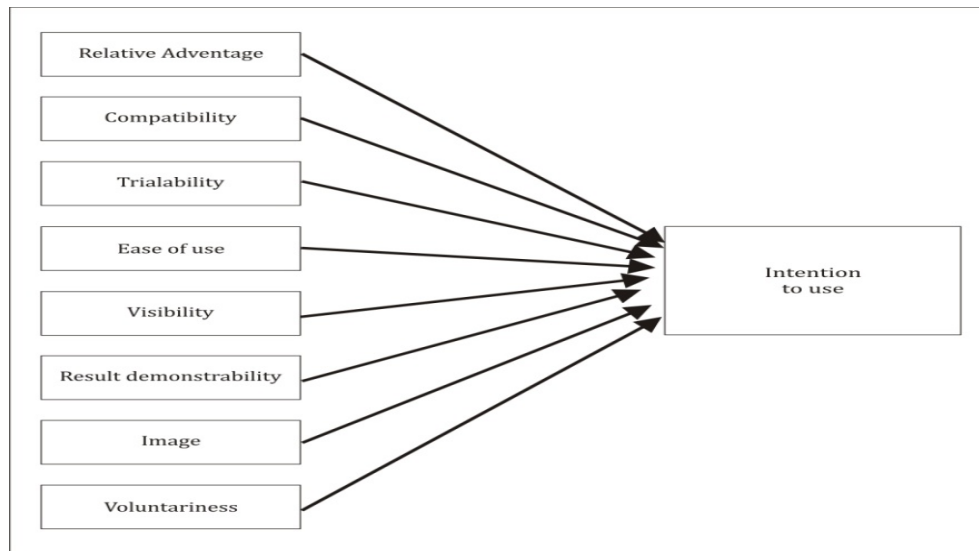 Relative Adventage
Compatibility
Trialability
Ease of use
Visibility
Result demonstrability
Image
Voluntariness
Intention
to use